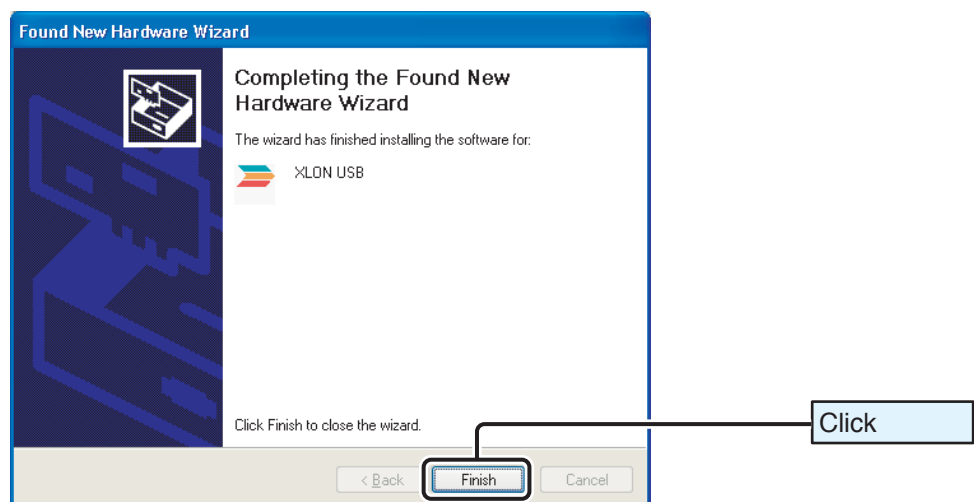 Found New Hardware Wizard
Completing the Found New
Hardware Wizard
The wizard has finished installing the software for:
XLON USB
Click Finish to close the wizard.
Click
< Back
Finish
Cancel